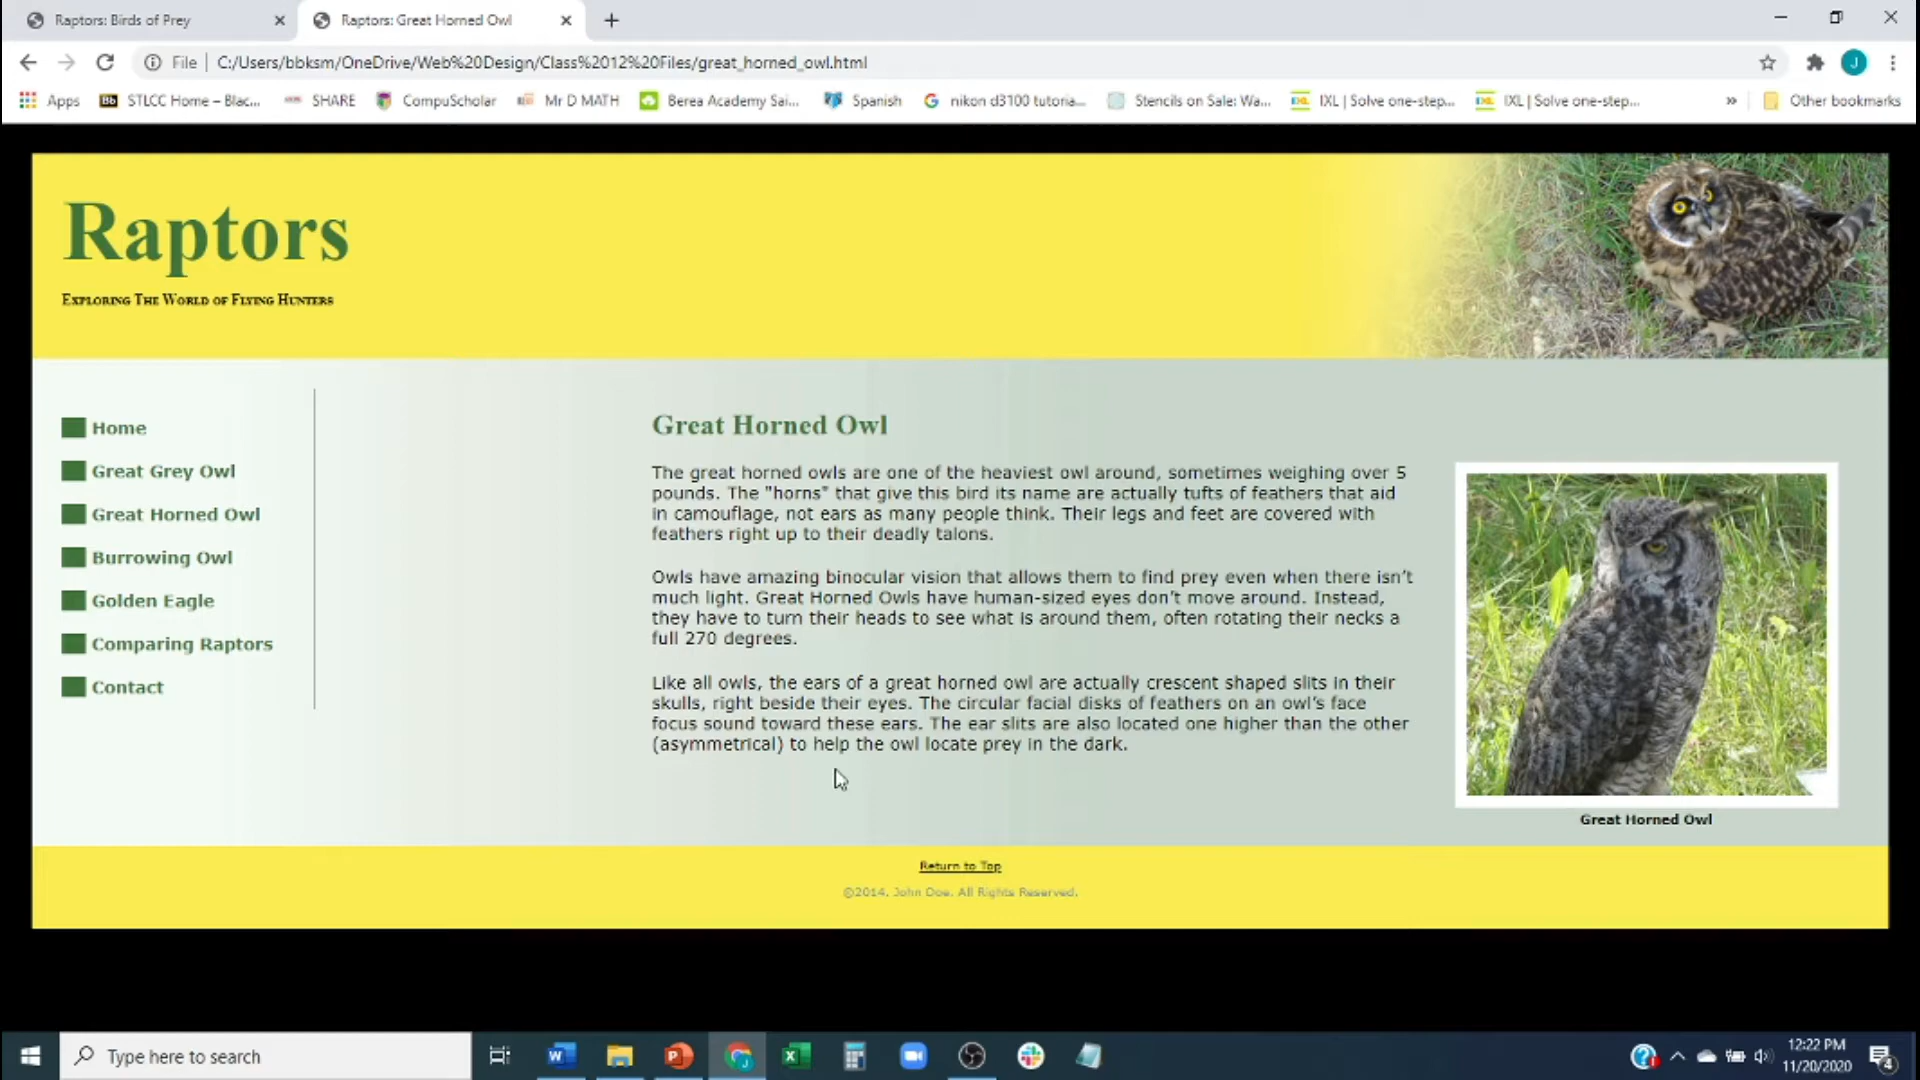 Raptors: Birds of Prey
Raptors: Great Horned Owl
File
C:/Users/bbksm/OneDrive/Web%20Design/Class%2012%20Files/great_horned_owl.html
J
Apps
Bb STLCC Home – Blac...
SHARE
CompuScholar
Mr D MATH
Berea Academy Sai...
Spanish
nikon d3100 tutoria...
Stencils on Sale: Wa...
IXL | Solve one-step...
IXL | Solve one-step...
Other bookmarks
Raptors
Exploring The World of Flying Hunters
Home
Great Grey Owl
Great Horned Owl
Burrowing Owl
Golden Eagle
Comparing Raptors
Contact
Great Horned Owl
The great horned owls are one of the heaviest owl around, sometimes weighing over 5
pounds. The "horns" that give this bird its name are actually tufts of feathers that aid
in camouflage, not ears as many people think. Their legs and feet are covered with
feathers right up to their deadly talons.
Owls have amazing binocular vision that allows them to find prey even when there isn’t
much light. Great Horned Owls have human-sized eyes don’t move around. Instead,
they have to turn their heads to see what is around them, often rotating their necks a
full 270 degrees.
Like all owls, the ears of a great horned owl are actually crescent shaped slits in their
skulls, right beside their eyes. The circular facial disks of feathers on an owl’s face
focus sound toward these ears. The ear slits are also located one higher than the other
(asymmetrical) to help the owl locate prey in the dark.
Great Horned Owl
Return to Top
©2014. John Doe. All Rights Reserved.
Type here to search
12:22 PM
11/20/2020
4